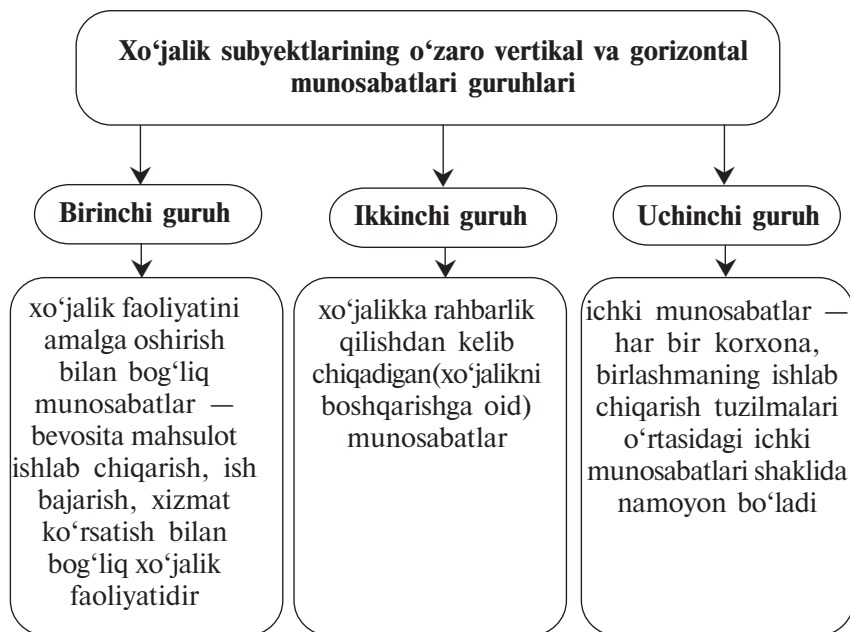 Xo‘jalik subyektlarining o‘zaro vertikal va gorizontal
munosabatlari guruhlari
Birinchi guruh
xo‘jalik faoliyatini
amalga oshirish
bilan bog‘liq
munosabatlar —
bevosita mahsulot
ishlab chiqarish, ish
bajarish, xizmat
ko‘rsatish bilan
bog‘liq xo‘jalik
faoliyatidir
Ikkinchi guruh
xo‘jalikka rahbarlik
qilishdan kelib
chiqadigan(xo‘jalikni
boshqarishga oid)
munosabatlar
Uchinchi guruh
ichki munosabatlar —
har bir korxona,
birlashmaning ishlab
chiqarish tuzilmalari
o‘rtasidagi ichki
munosabatlari shaklida
namoyon bo‘ladi